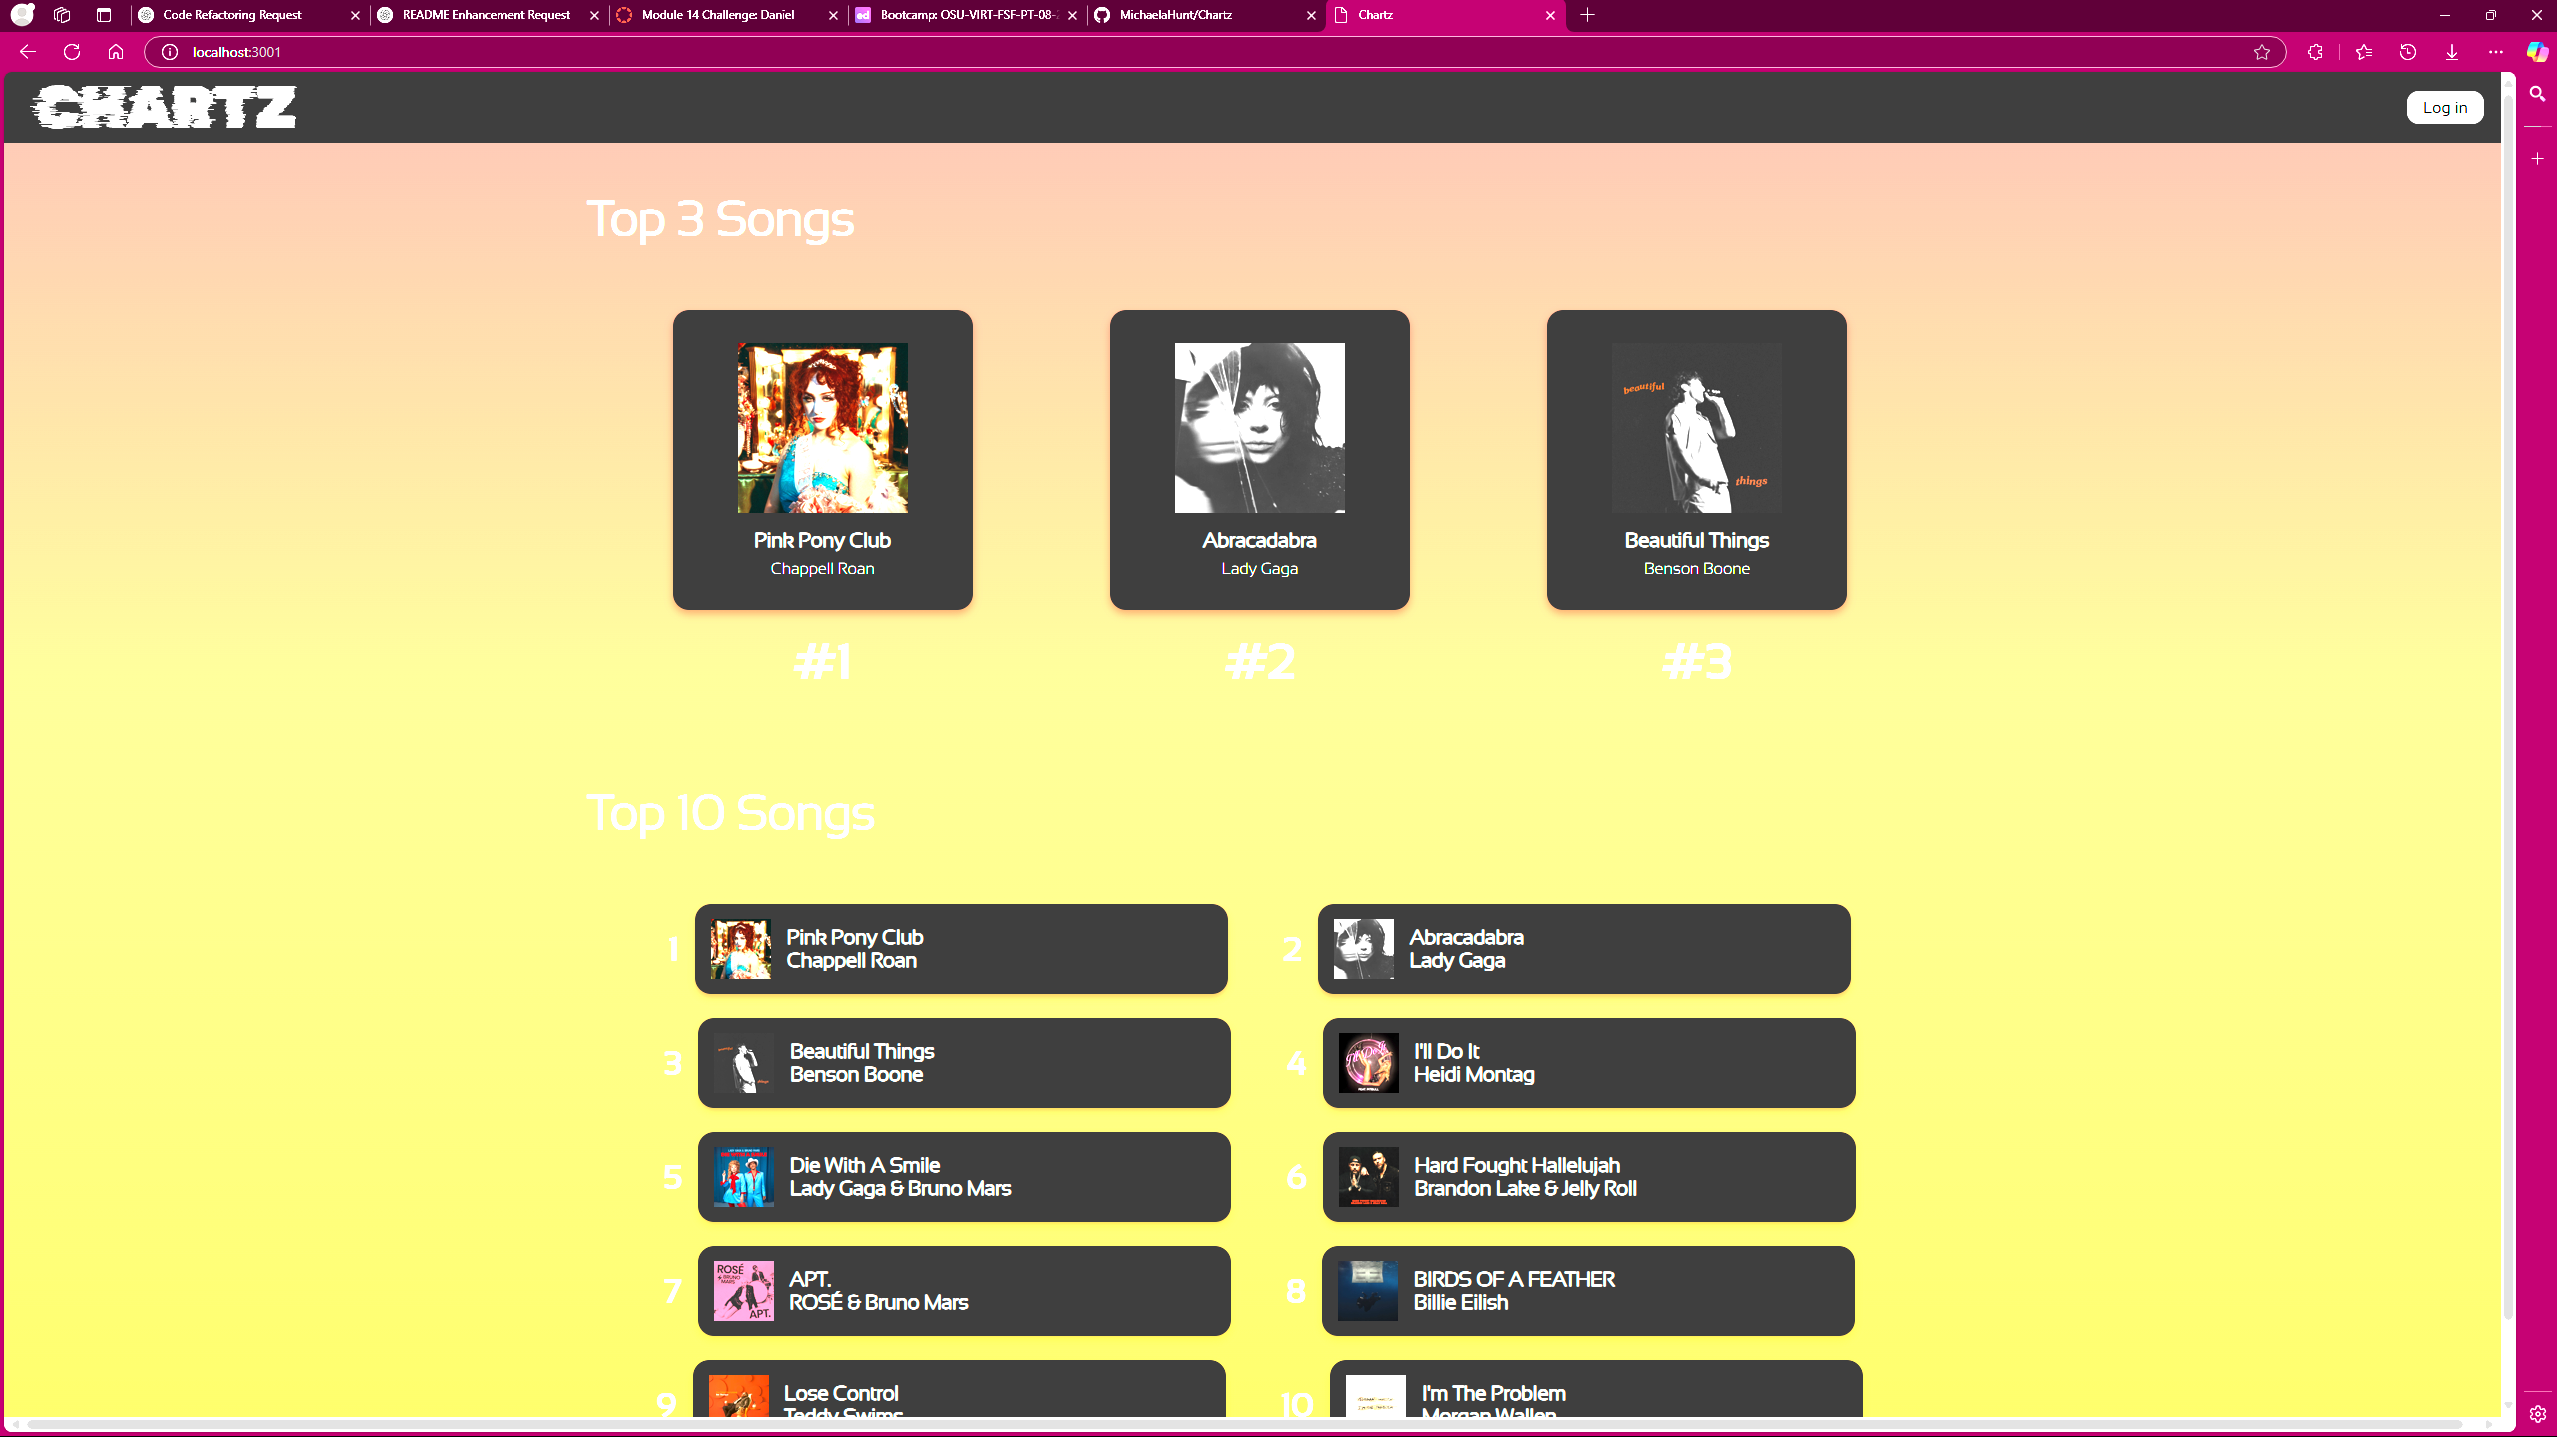 Code Refactoring Request
README Enhancement Request
Module 14 Challenge: Daniel
Bootcamp: OSU-VIRT-FSF-PT-08-
MichaelaHunt/Chartz
Chartz
localhost:3001
CHARTZ
Log in
Top 3 Songs
beautiful
things
Pink Pony Club
Chappell Roan
Abracadabra
Lady Gaga
Beautiful Things
Benson Boone
#1
#2
#3
Top 10 Songs
1
Pink Pony Club
Chappell Roan
2
Abracadabra
Lady Gaga
3
Beautiful Things
Benson Boone
4
I'll Do It
Heidi Montag
5
Die With A Smile
Lady Gaga & Bruno Mars
6
Hard Fought Hallelujah
Brandon Lake & Jelly Roll
7
ROSÉ
BRUNO
MARS
APT.
APT.
ROSÉ & Bruno Mars
8
BIRDS OF A FEATHER
Billie Eilish
9
Lose Control
Teddy Swims
10
I'm The Problem
Morgan Wallen